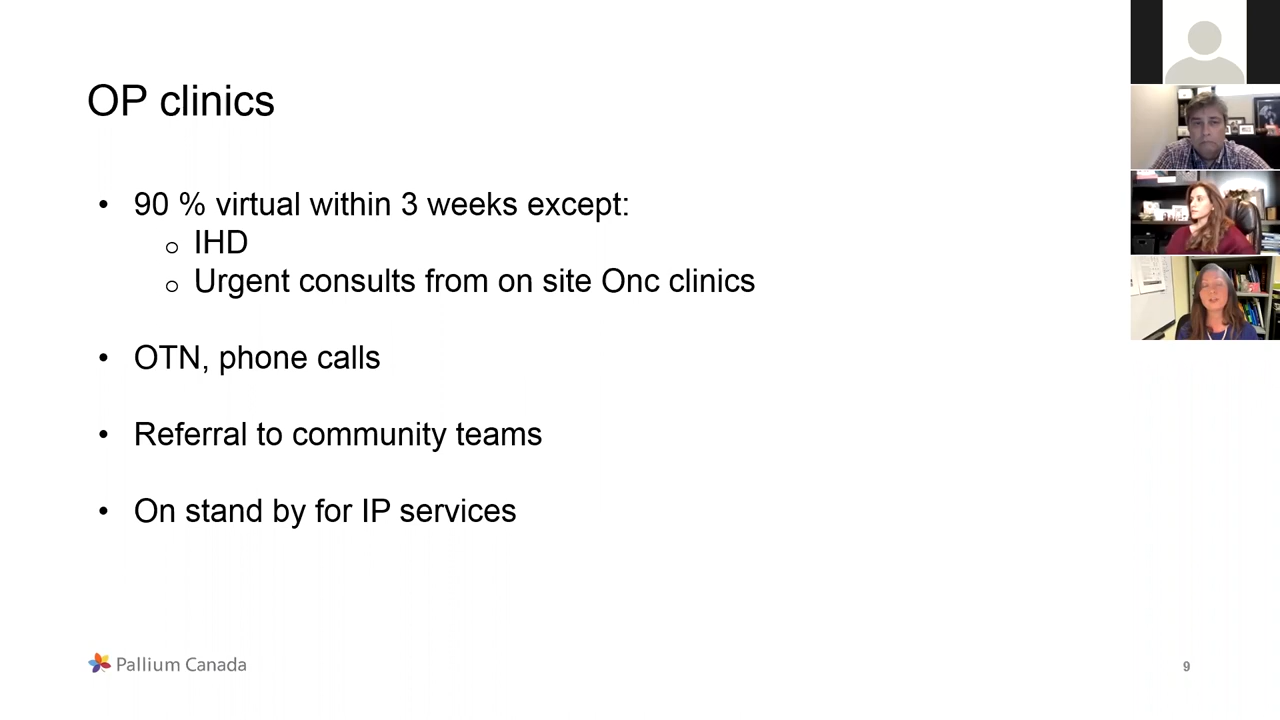 OP clinics
• 90 % virtual within 3 weeks except:
o IHD
o Urgent consults from on site Onc clinics
• OTN, phone calls
• Referral to community teams
• On stand by for IP services
Pallium Canada
9